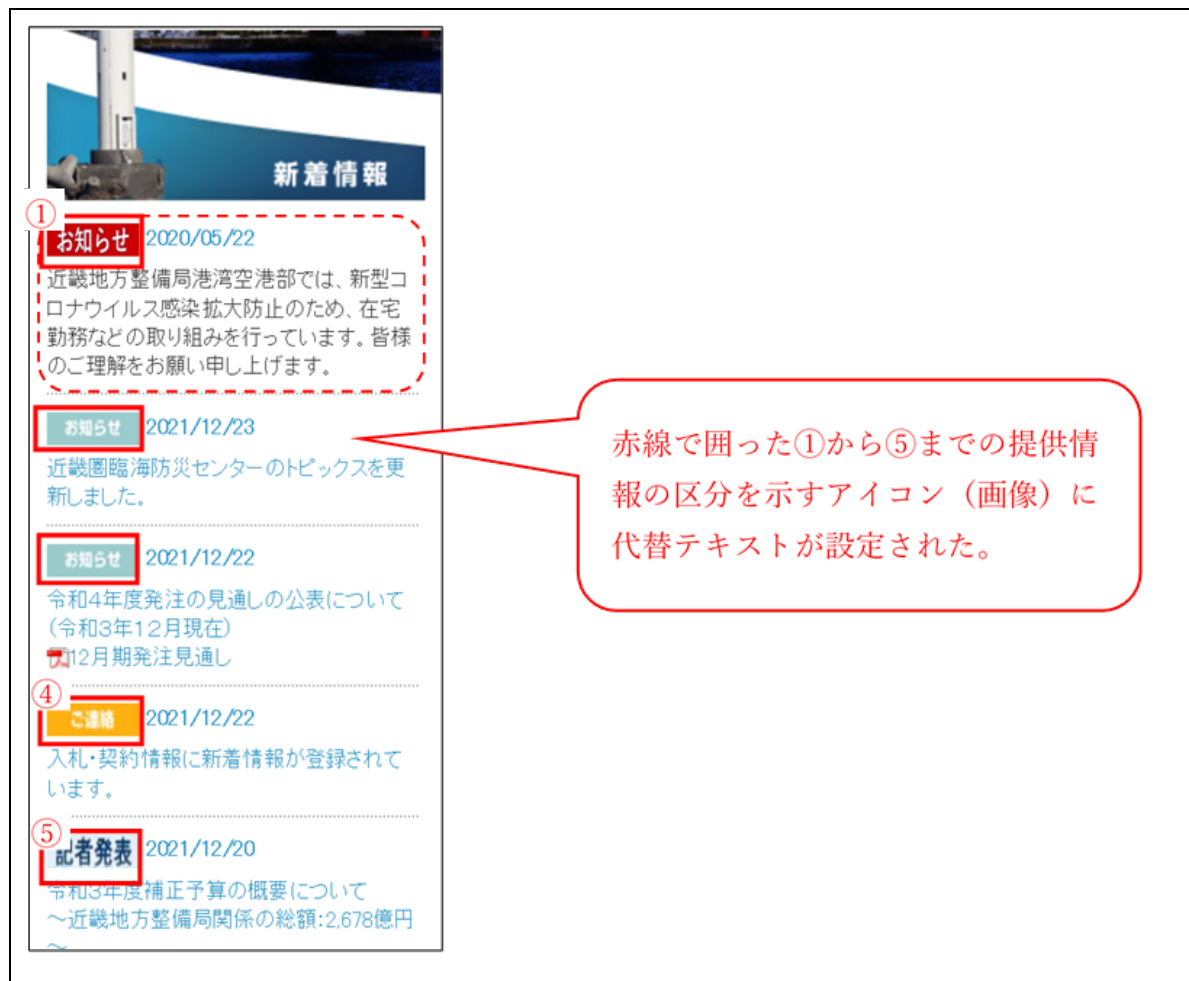 新着情報
①
お知らせ 2020/05/22
近畿地方整備局港湾空港部では、新型コ
ロナウイルス感染拡大防止のため、在宅
勤務などの取り組みを行っています。皆様
のご理解をお願い申し上げます。
お知らせ 2021/12/23
近畿圏臨海防災センターのトピックスを更
新しました。
お知らせ 2021/12/22
令和4年度発注の見通しの公表について
(令和3年12月現在)
12月期発注見通し
④
ご連絡 2021/12/22
入札・契約情報に新着情報が登録されて
います。
⑤
記者発表 2021/12/20
令和3年度補正予算の概要について
~近畿地方整備局関係の総額:2,678億円
~
赤線で囲った①から⑤までの提供情
報の区分を示すアイコン（画像）に
代替テキストが設定された。